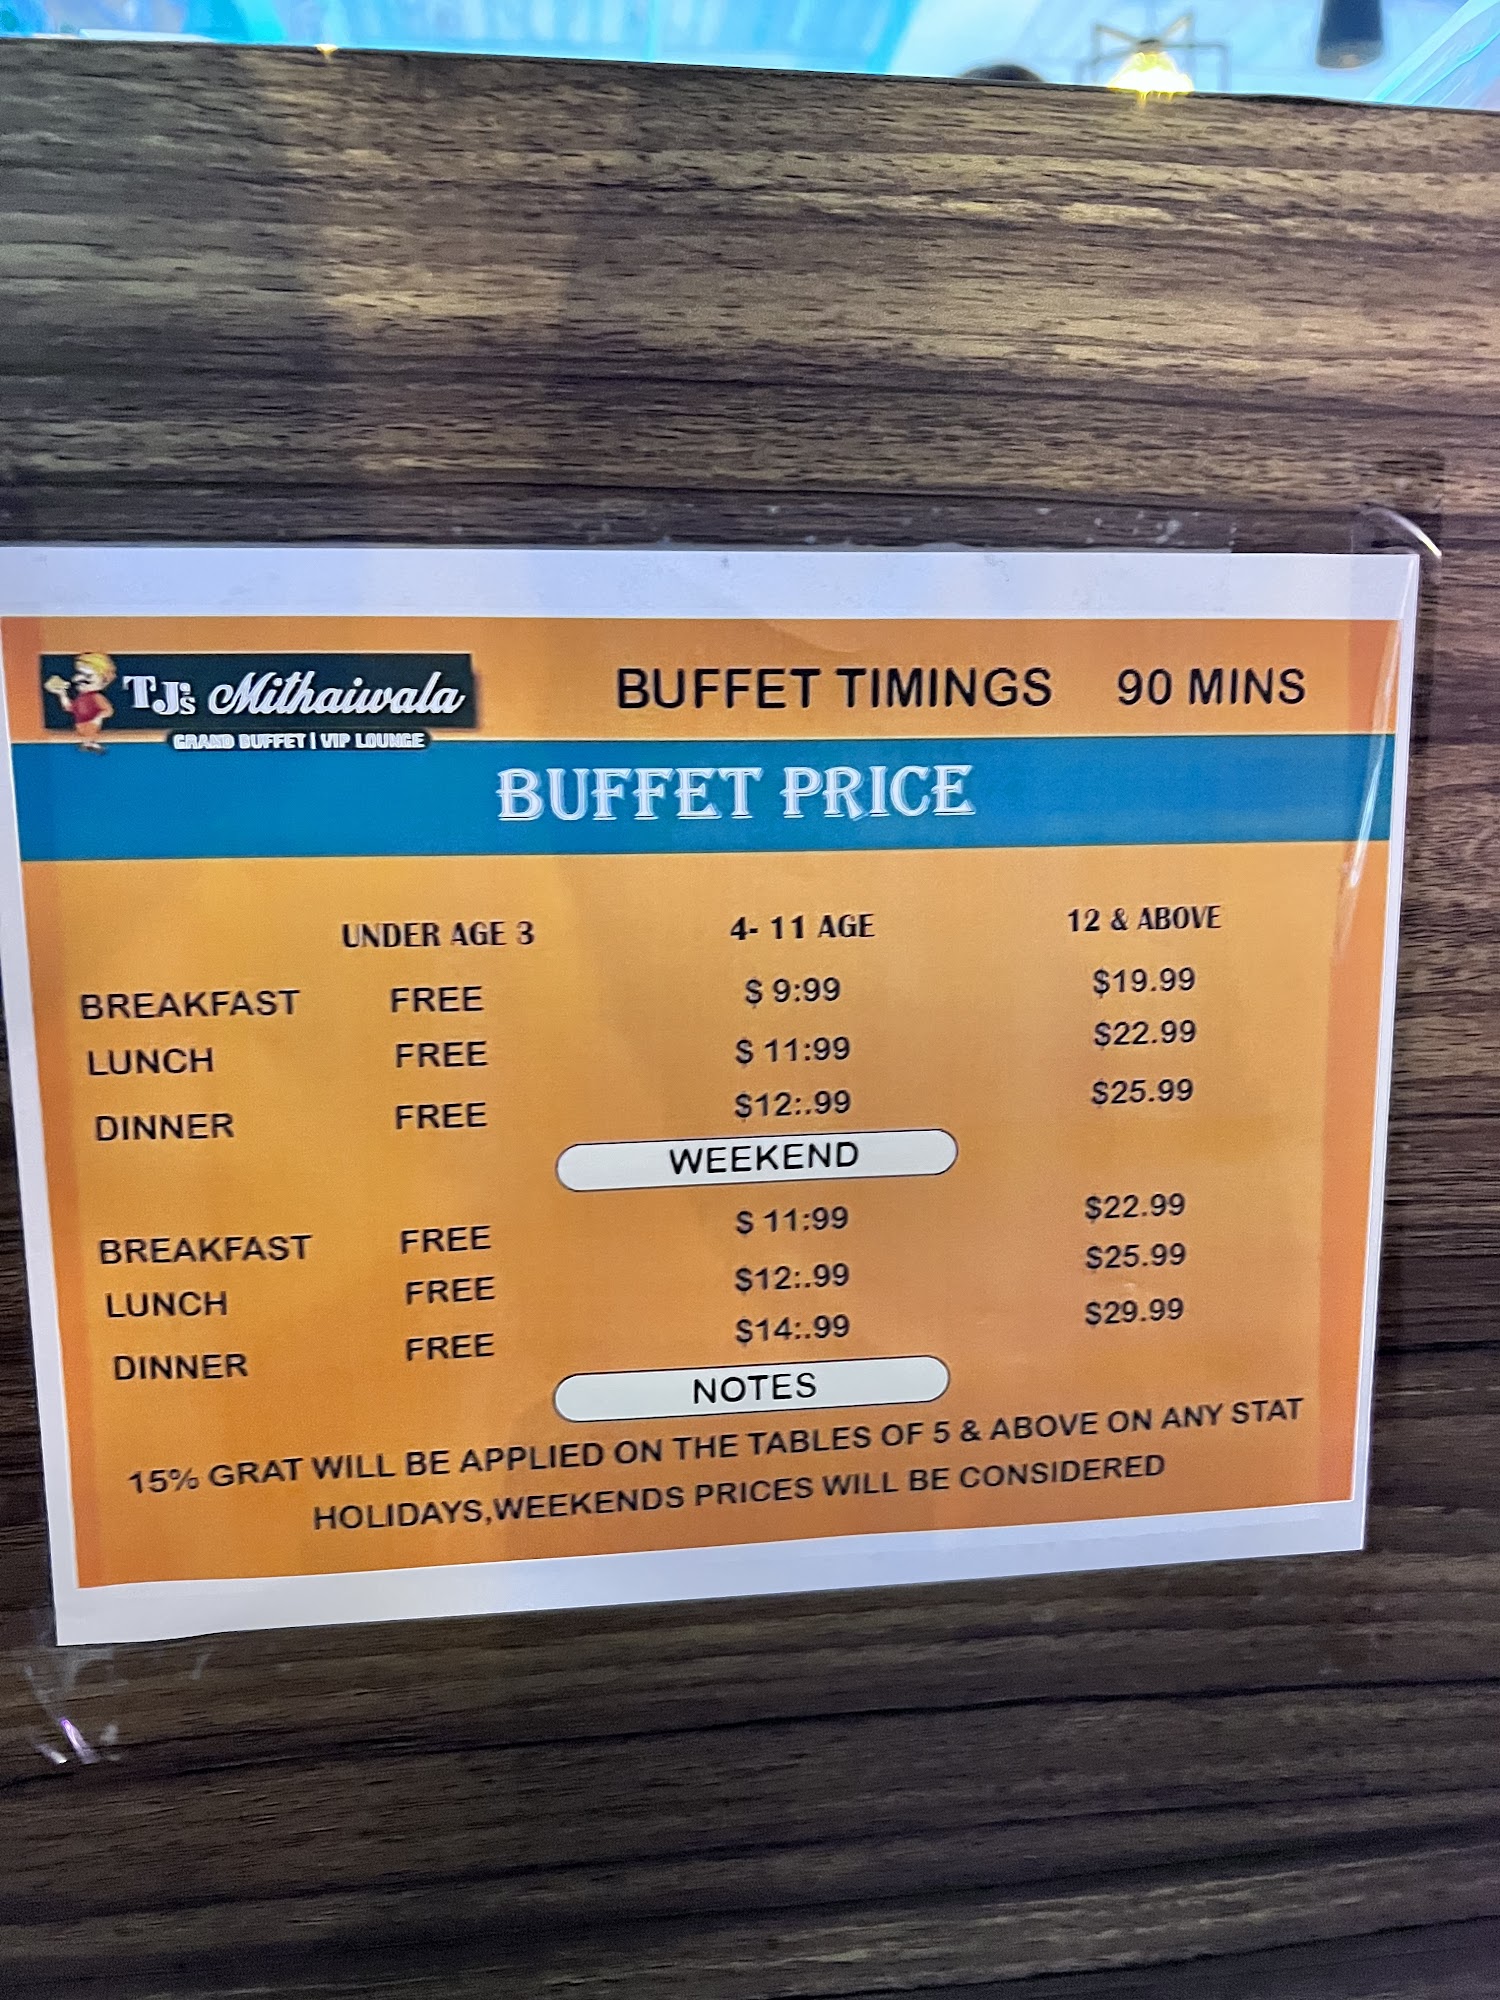 TJ's Mithaiwala
GRAND BUFFET | VIP LOUNGE
BUFFET TIMINGS 90 MINS
BUFFET PRICE
UNDER AGE 3 4- 11 AGE 12 & ABOVE
BREAKFAST FREE $ 9:99 $19.99
LUNCH FREE $ 11:99 $22.99
DINNER FREE $12:.99 $25.99
WEEKEND
BREAKFAST FREE $ 11:99 $22.99
LUNCH FREE $12:.99 $25.99
DINNER FREE $14:.99 $29.99
NOTES
15% GRAT WILL BE APPLIED ON THE TABLES OF 5 & ABOVE ON ANY STAT
HOLIDAYS,WEEKENDS PRICES WILL BE CONSIDERED